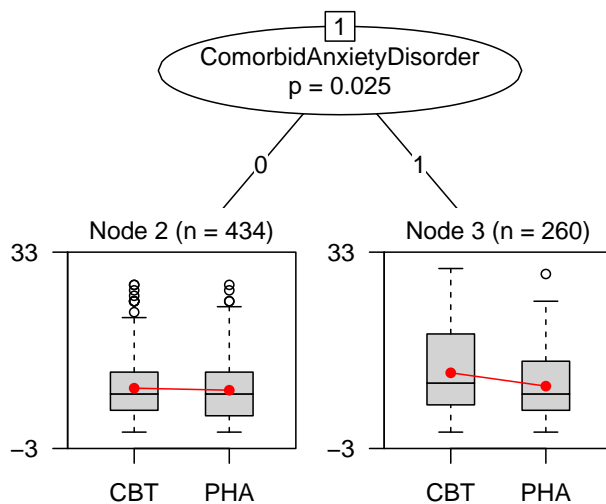 1
ComorbidAnxietyDisorder
p = 0.025
0
1
Node 2 (n = 434)
33
−3
CBT
PHA
Node 3 (n = 260)
33
−3
CBT
PHA